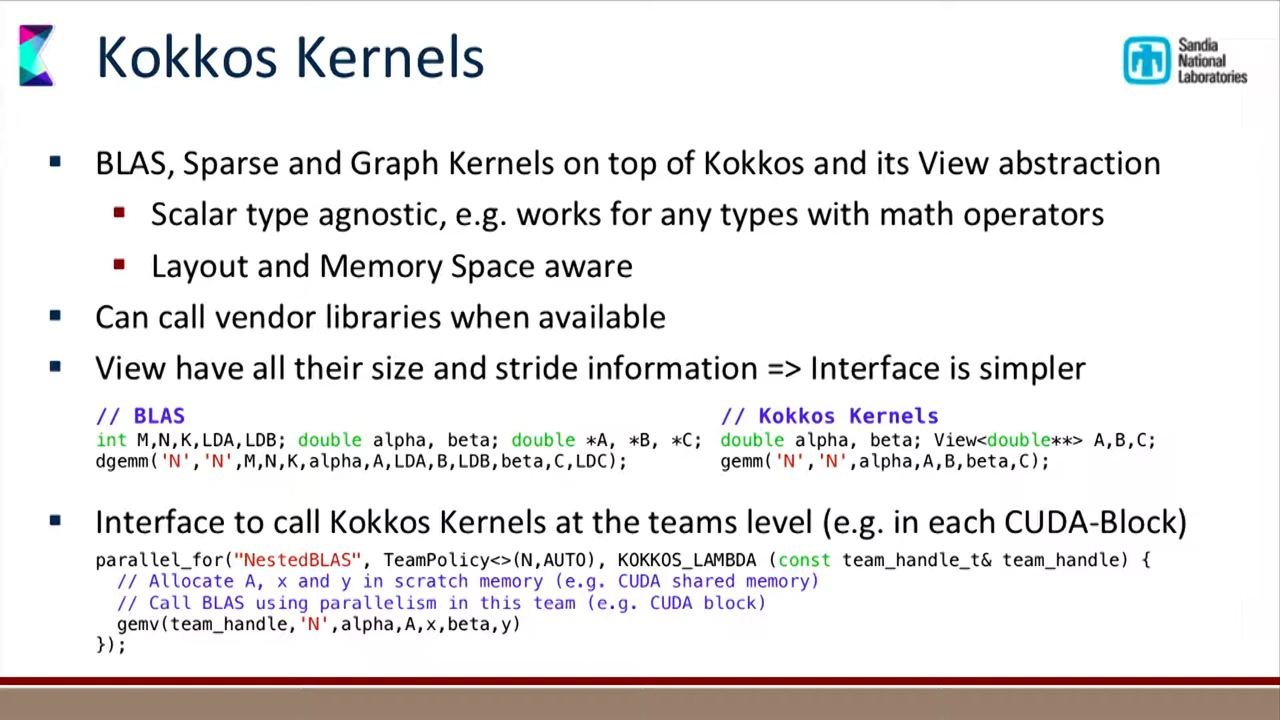 Kokkos Kernels
Sandia
National
Laboratories
BLAS, Sparse and Graph Kernels on top of Kokkos and its View abstraction
Scalar type agnostic, e.g. works for any types with math operators
Layout and Memory Space aware
Can call vendor libraries when available
View have all their size and stride information => Interface is simpler
// BLAS
int M,N,K,LDA,LDB; double alpha, beta; double *A, *B, *C;
dgemm('N','N',M,N,K,alpha,A,LDA,B,LDB,beta,C,LDC);
// Kokkos Kernels
double alpha, beta; View<double**> A,B,C;
gemm('N','N',alpha,A,B,beta,C);
Interface to call Kokkos Kernels at the teams level (e.g. in each CUDA-Block)
parallel_for("NestedBLAS", TeamPolicy<>(N,AUTO), KOKKOS_LAMBDA (const team_handle_t& team_handle) {
// Allocate A, x and y in scratch memory (e.g. CUDA shared memory)
// Call BLAS using parallelism in this team (e.g. CUDA block)
gemv(team_handle,'N',alpha,A,x,beta,y)
});